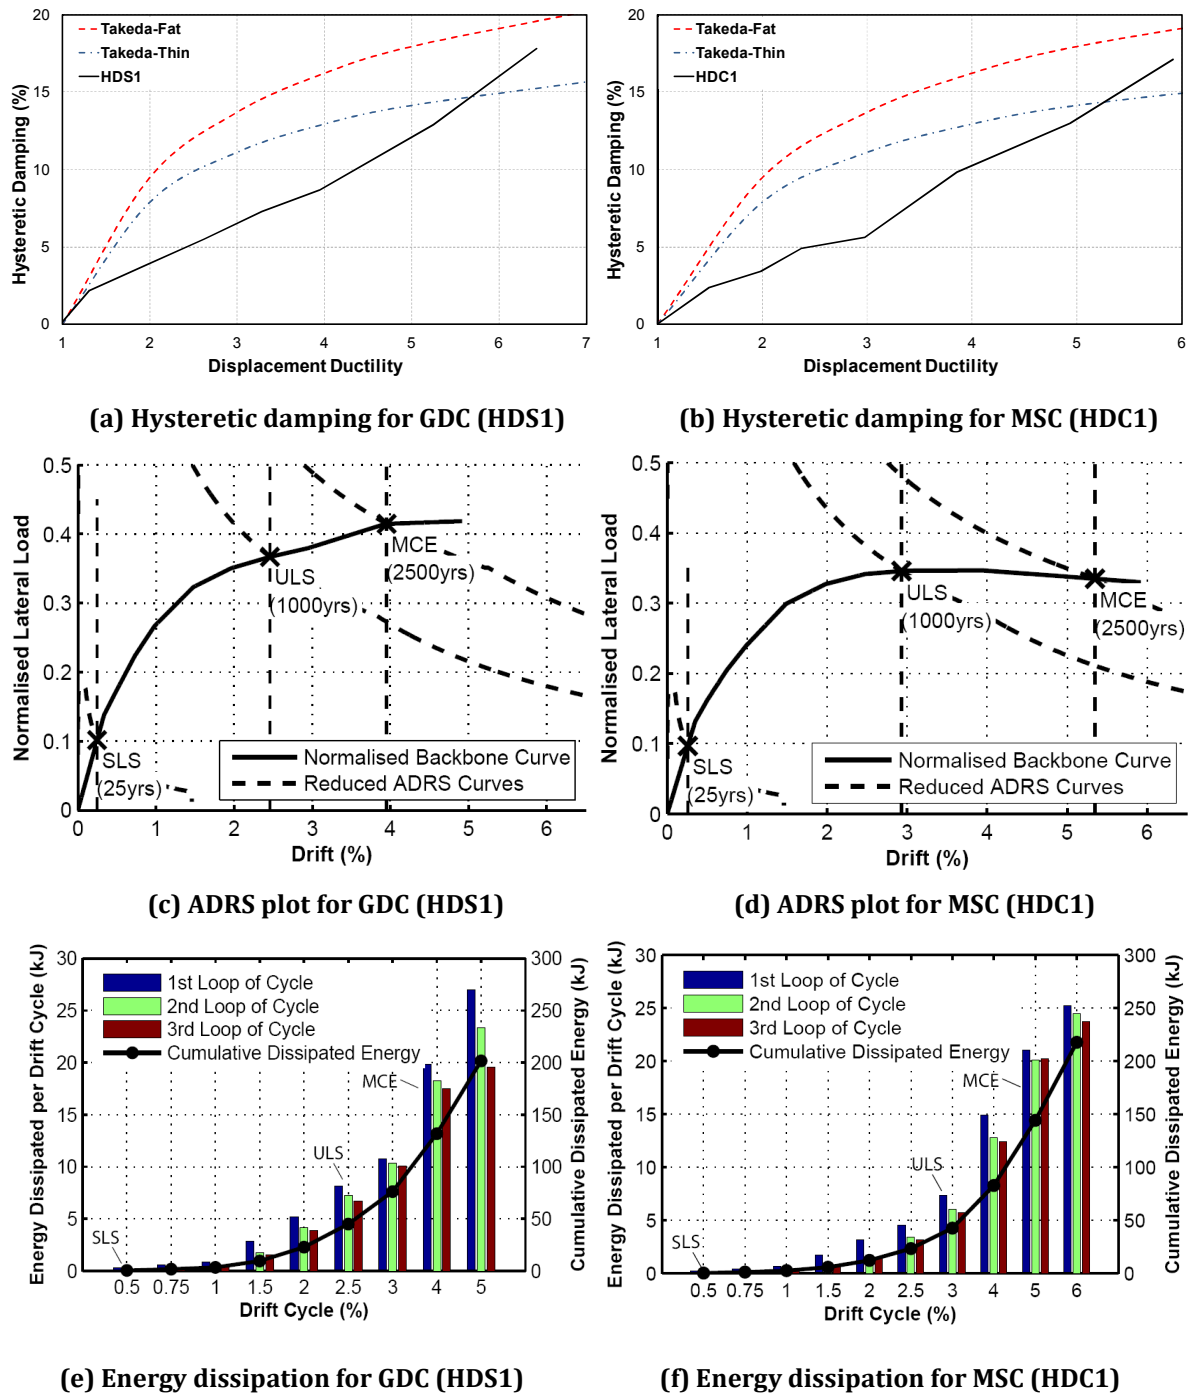 Hysteretic Damping (%)
20
15
10
5
0
Takeda-Fat
Takeda-Thin
HDS1
1 2 3 4 5 6 7
Displacement Ductility
(a) Hysteretic damping for GDC (HDS1)
Hysteretic Damping (%)
20
15
10
5
0
Takeda-Fat
Takeda-Thin
HDC1
1 2 3 4 5 6
Displacement Ductility
(b) Hysteretic damping for MSC (HDC1)
Normalised Lateral Load
0.5
0.4
0.3
0.2
0.1
0
MCE
(2500yrs)
ULS
(1000yrs)
SLS
(25yrs)
Normalised Backbone Curve
Reduced ADRS Curves
0 1 2 3 4 5 6
Drift (%)
(c) ADRS plot for GDC (HDS1)
Normalised Lateral Load
0.5
0.4
0.3
0.2
0.1
0
ULS
(1000yrs)
MCE
(2500yrs)
SLS
(25yrs)
Normalised Backbone Curve
Reduced ADRS Curves
0 1 2 3 4 5 6
Drift (%)
(d) ADRS plot for MSC (HDC1)
Energy Dissipated per Drift Cycle (kJ)
30
25
20
15
10
5
0
1st Loop of Cycle
2nd Loop of Cycle
3rd Loop of Cycle
Cumulative Dissipated Energy
MCE
ULS
SLS
300
250
200
150
100
50
0
Cumulative Dissipated Energy (kJ)
0.5 0.75 1 1.5 2 2.5 3 4 5
Drift Cycle (%)
(e) Energy dissipation for GDC (HDS1)
Energy Dissipated per Drift Cycle (kJ)
30
25
20
15
10
5
0
1st Loop of Cycle
2nd Loop of Cycle
3rd Loop of Cycle
Cumulative Dissipated Energy
MCE
ULS
SLS
300
250
200
150
100
50
0
Cumulative Dissipated Energy (kJ)
0.5 0.75 1 1.5 2 2.5 3 4 5 6
Drift Cycle (%)
(f) Energy dissipation for MSC (HDC1)